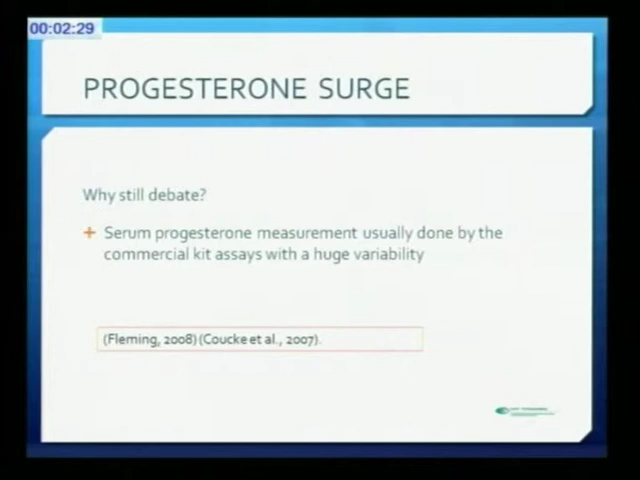 00:02:29
PROGESTERONE SURGE
Why still debate?
+ Serum progesterone measurement usually done by the
commercial kit assays with a huge variability
(Fleming, 2008) (Coucke et al., 2007).